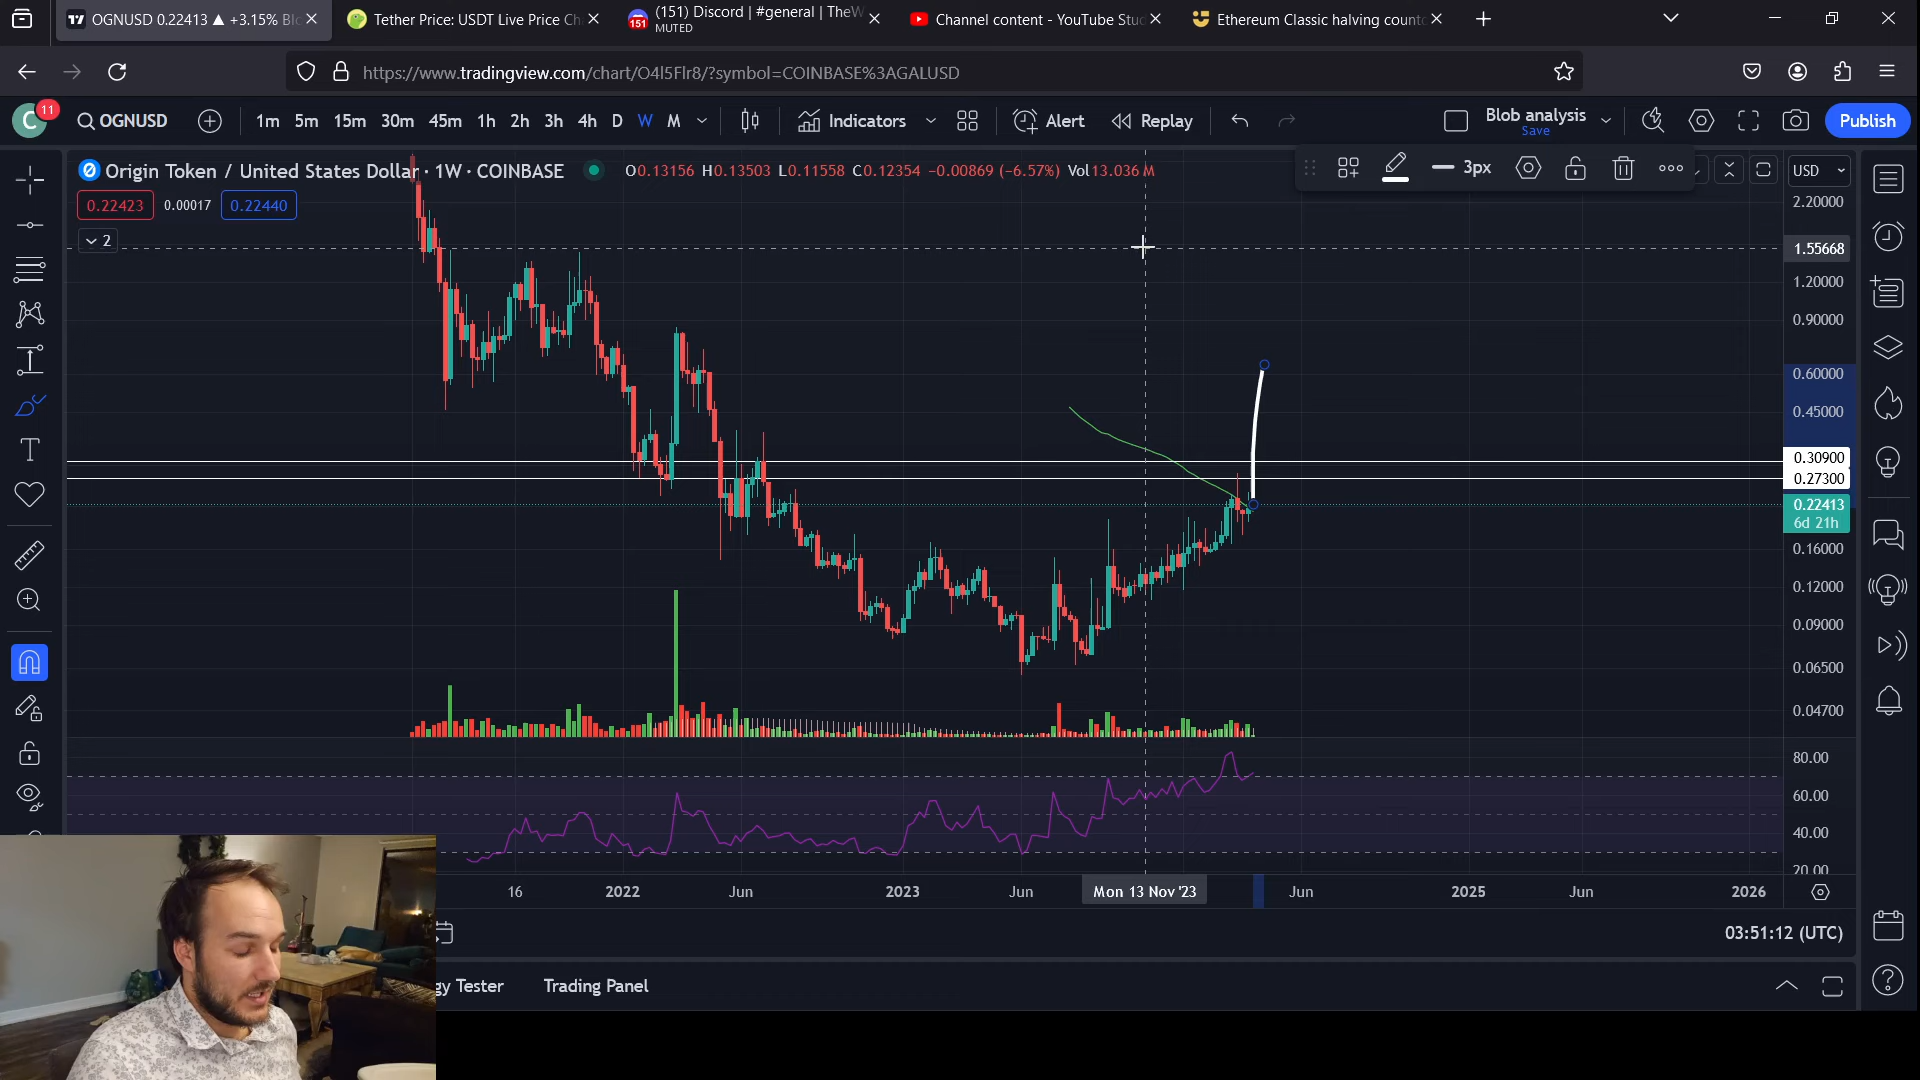 OGNUSD 0.22413 ▲ +3.15% Bl
Tether Price: USDT Live Price Ch
151
(151) Discord | #general | TheW
MUTED
Channel content - YouTube Stud
Ethereum Classic halving countd
https://www.tradingview.com/chart/O4l5Flr8/?symbol=COINBASE%3AGALUSD
C
11
OGNUSD
1m 5m 15m 30m 45m 1h 2h 3h 4h D W M
Indicators
Alert
Replay
Blob analysis
Save
Publish
Origin Token / United States Dollar · 1W · COINBASE
O0.13156 H0.13503 L0.11558 C0.12354 −0.00869 (−6.57%) Vol13.036 M
3px
USD
0.22423
0.00017
0.22440
2
2.20000
1.55668
1.20000
0.90000
0.60000
0.45000
0.30900
0.27300
0.22413
6d 21h
0.16000
0.12000
0.09000
0.06500
0.04700
80.00
60.00
40.00
20.00
16 2022 Jun 2023 Jun Mon 13 Nov '23 Jun 2025 Jun 2026
03:51:12 (UTC)
gy Tester
Trading Panel